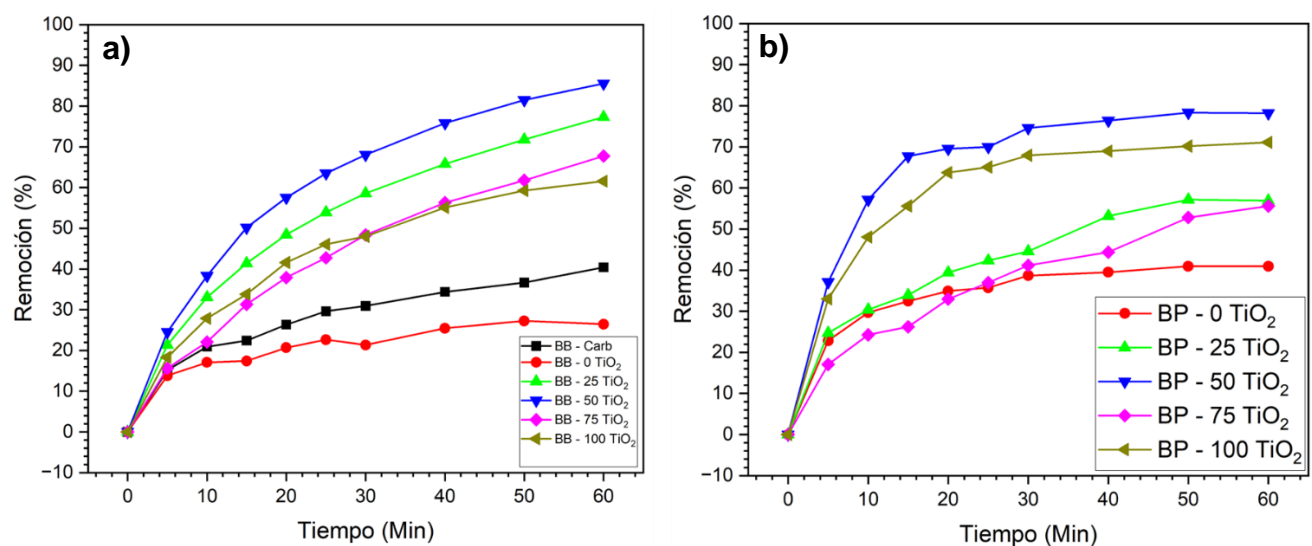 a)
Remoción (%)
100
90
80
70
60
50
40
30
20
10
0
−10
0 10 20 30 40 50 60
Tiempo (Min)
BB - Carb
BB - 0 TiO₂
BB - 25 TiO₂
BB - 50 TiO₂
BB - 75 TiO₂
BB - 100 TiO₂
b)
Remoción (%)
100
90
80
70
60
50
40
30
20
10
0
−10
0 10 20 30 40 50 60
Tiempo (Min)
BP - 0 TiO₂
BP - 25 TiO₂
BP - 50 TiO₂
BP - 75 TiO₂
BP - 100 TiO₂